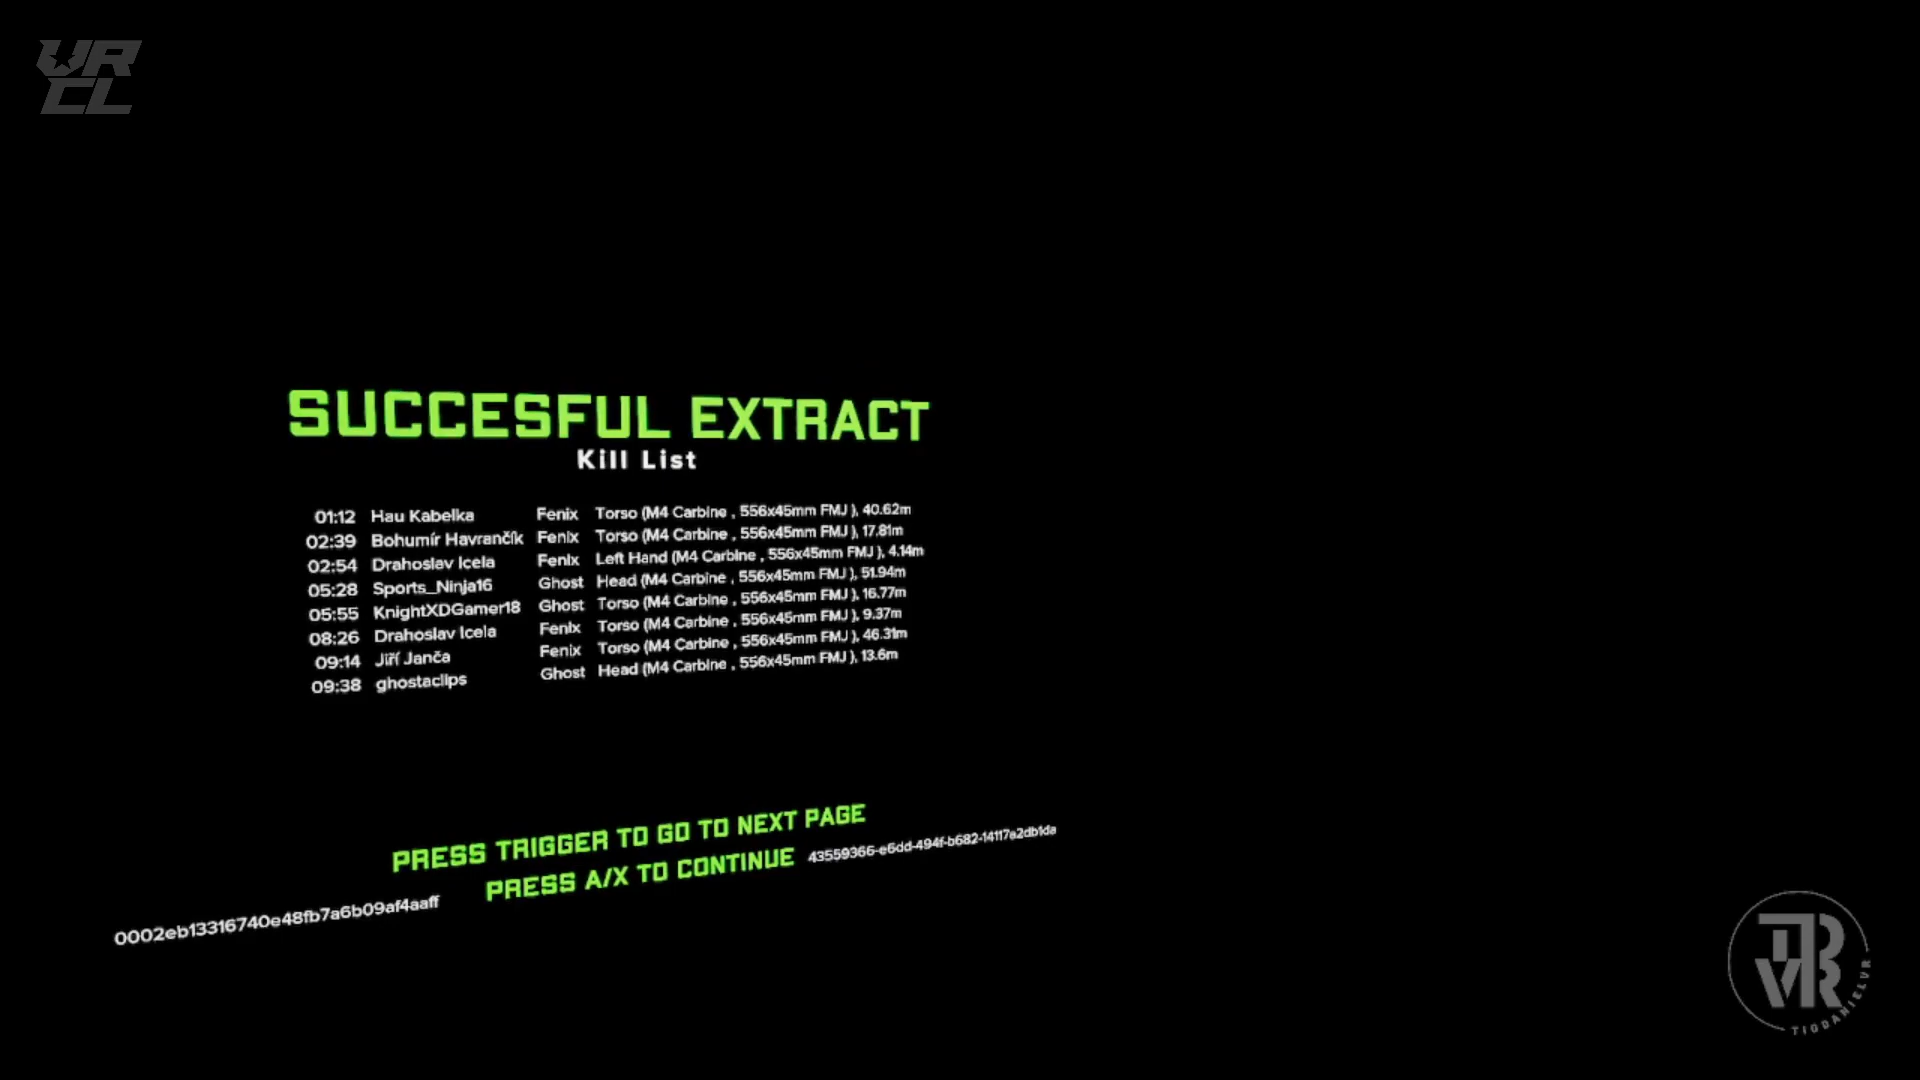 VR
CL
SUCCESFUL EXTRACT
Kill List
01:12 Hau Kabelka Fenix Torso (M4 Carbine , 556x45mm FMJ ), 40.62m
02:39 Bohumír Havrančík Fenix Torso (M4 Carbine , 556x45mm FMJ ), 17.81m
02:54 Drahoslav Icela Fenix Left Hand (M4 Carbine , 556x45mm FMJ ), 4.14m
05:28 Sports_Ninja16 Ghost Head (M4 Carbine , 556x45mm FMJ ), 51.94m
05:55 KnightXDGamer18 Ghost Torso (M4 Carbine , 556x45mm FMJ ), 16.77m
08:26 Drahoslav Icela Fenix Torso (M4 Carbine , 556x45mm FMJ ), 9.37m
09:14 Jiří Janča Fenix Torso (M4 Carbine , 556x45mm FMJ ), 46.31m
09:38 ghostaclips Ghost Head (M4 Carbine , 556x45mm FMJ ), 13.6m
PRESS TRIGGER TO GO TO NEXT PAGE
PRESS A/X TO CONTINUE
43559366-e6dd-494f-b682-14117a2db1da
0002eb13316740e48fb7a6b09af4aaff
TIGDANIELVR